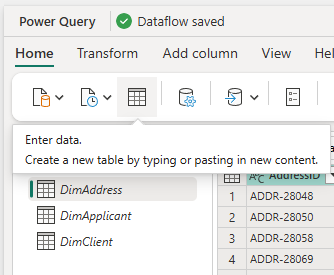 Power Query
Dataflow saved
Home Transform Add column View Help
Enter data.
Create a new table by typing or pasting in new content.
DimAddress
DimApplicant
DimClient
AddressID
1 ADDR-28048
2 ADDR-28050
3 ADDR-28058
4 ADDR-28069